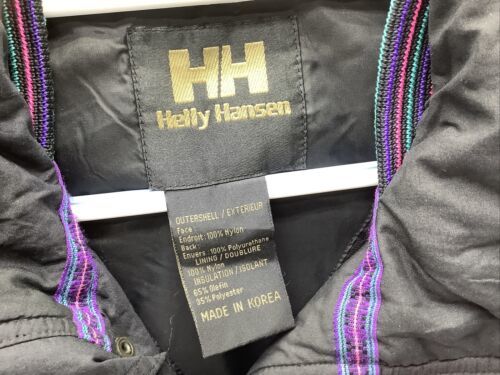 HH
Helly Hansen
OUTERSHELL / EXTERIEUR
Face:
Endroit: 100% Nylon
Back:
Envers: 100% Polyurethane
LINING / DOUBLURE
100% Nylon
INSULATION / ISOLANT
65% Olefin
35% Polyester
MADE IN KOREA